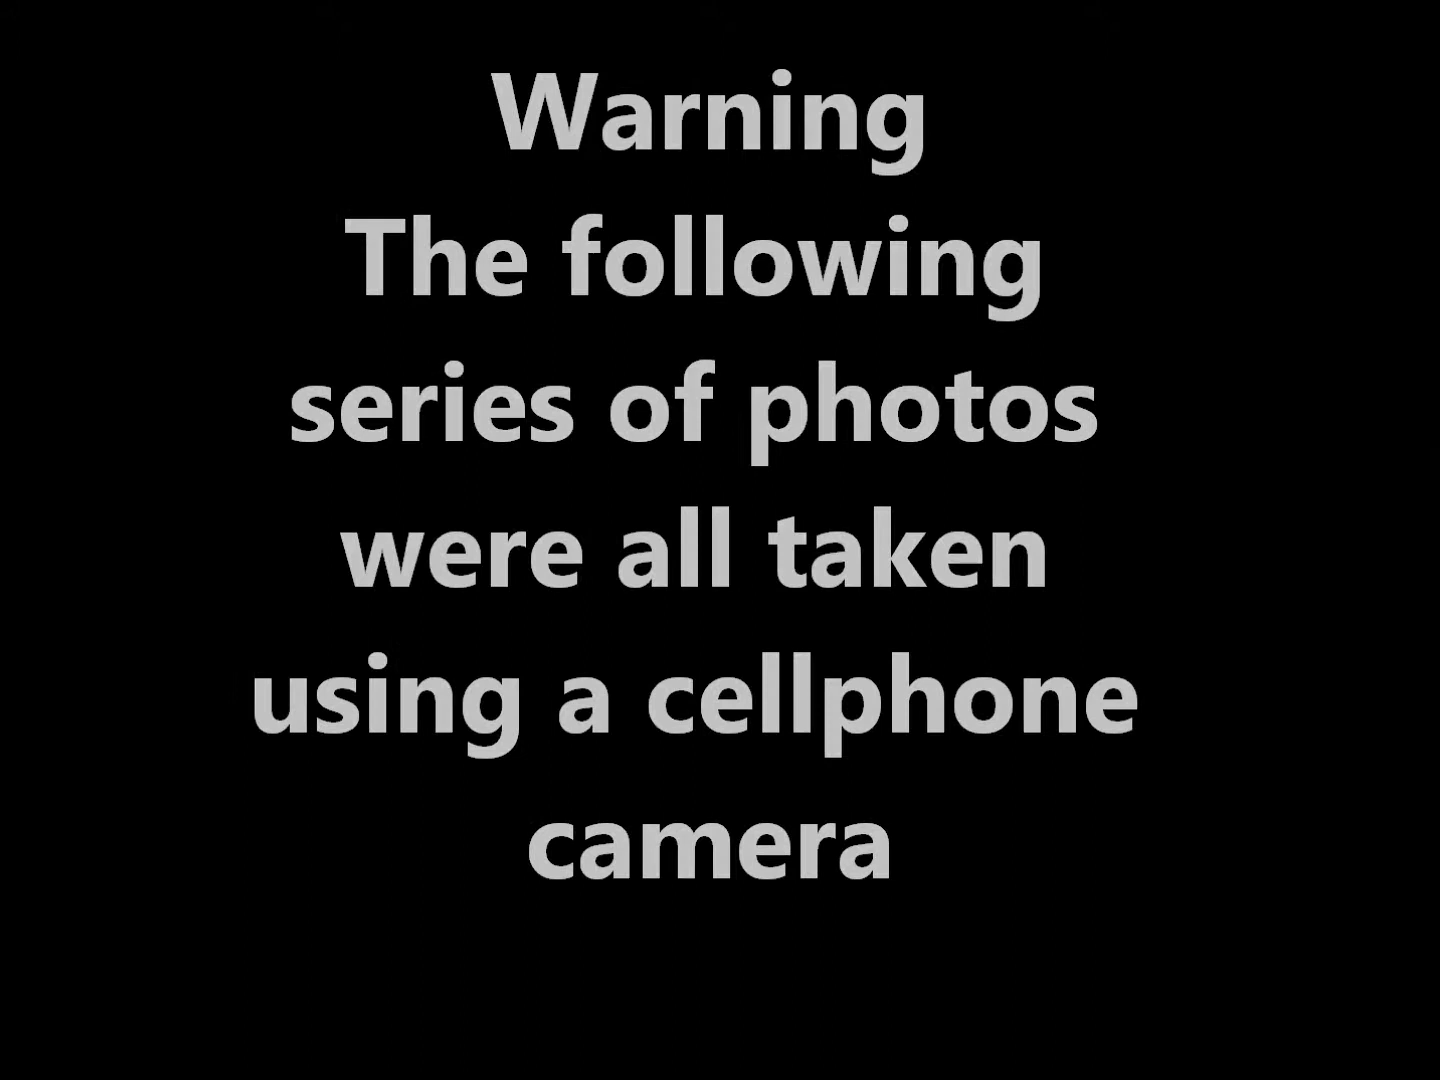 Warning
The following
series of photos
were all taken
using a cellphone
camera